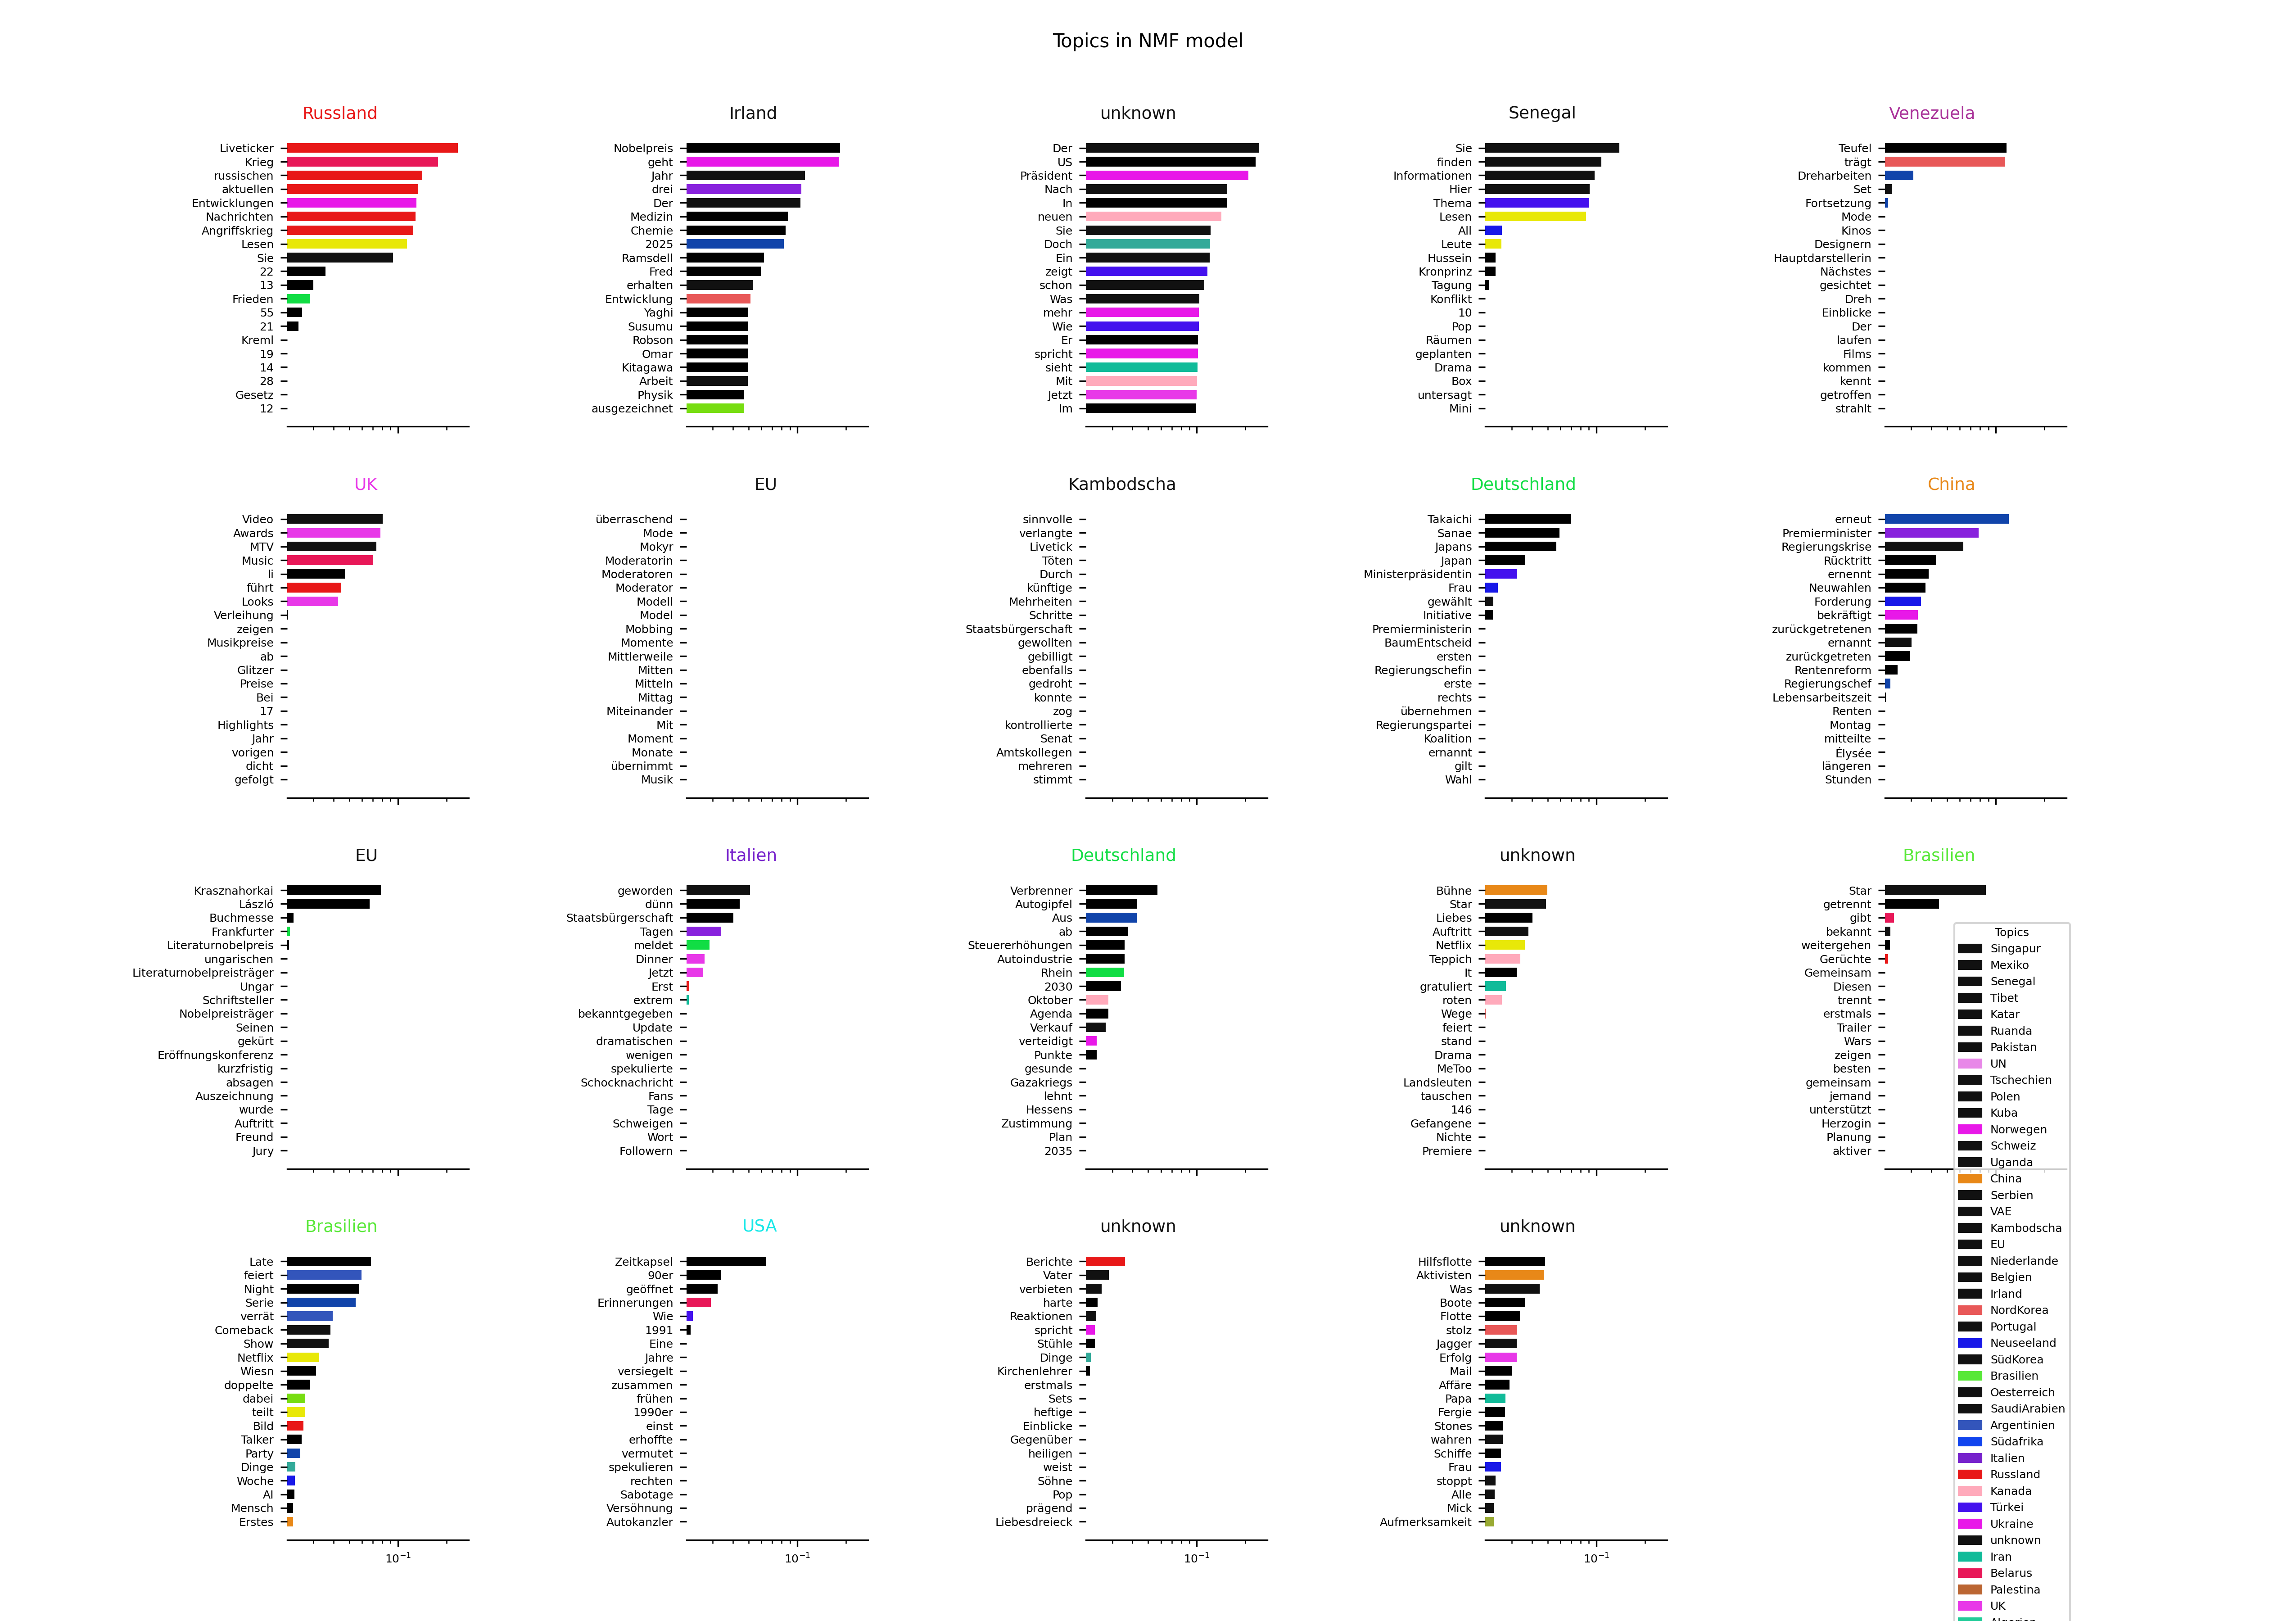 Topics in NMF model
Russland
Liveticker
Krieg
russischen
aktuellen
Entwicklungen
Nachrichten
Angriffskrieg
Lesen
Sie
22
13
Frieden
55
21
Kreml
19
14
28
Gesetz
12
Irland
Nobelpreis
geht
Jahr
drei
Der
Medizin
Chemie
2025
Ramsdell
Fred
erhalten
Entwicklung
Yaghi
Susumu
Robson
Omar
Kitagawa
Arbeit
Physik
ausgezeichnet
unknown
Der
US
Präsident
Nach
In
neuen
Sie
Doch
Ein
zeigt
schon
Was
mehr
Wie
Er
spricht
sieht
Mit
Jetzt
Im
Senegal
Sie
finden
Informationen
Hier
Thema
Lesen
All
Leute
Hussein
Kronprinz
Tagung
Konflikt
10
Pop
Räumen
geplanten
Drama
Box
untersagt
Mini
Venezuela
Teufel
trägt
Dreharbeiten
Set
Fortsetzung
Mode
Kinos
Designern
Hauptdarstellerin
Nächstes
gesichtet
Dreh
Einblicke
Der
laufen
Films
kommen
kennt
getroffen
strahlt
UK
Video
Awards
MTV
Music
li
führt
Looks
Verleihung
zeigen
Musikpreise
ab
Glitzer
Preise
Bei
17
Highlights
Jahr
vorigen
dicht
gefolgt
EU
überraschend
Mode
Mokyr
Moderatorin
Moderatoren
Moderator
Modell
Model
Mobbing
Momente
Mittlerweile
Mitten
Mitteln
Mittag
Miteinander
Mit
Moment
Monate
übernimmt
Musik
Kambodscha
sinnvolle
verlangte
Livetick
Töten
Durch
künftige
Mehrheiten
Schritte
Staatsbürgerschaft
gewollten
gebilligt
ebenfalls
gedroht
konnte
zog
kontrollierte
Senat
Amtskollegen
mehreren
stimmt
Deutschland
Takaichi
Sanae
Japans
Japan
Ministerpräsidentin
Frau
gewählt
Initiative
Premierministerin
BaumEntscheid
ersten
Regierungschefin
erste
rechts
übernehmen
Regierungspartei
Koalition
ernannt
gilt
Wahl
China
erneut
Premierminister
Regierungskrise
Rücktritt
ernennt
Neuwahlen
Forderung
bekräftigt
zurückgetretenen
ernannt
zurückgetreten
Rentenreform
Regierungschef
Lebensarbeitszeit
Renten
Montag
mitteilte
Élysée
längeren
Stunden
EU
Krasznahorkai
László
Buchmesse
Frankfurter
Literaturnobelpreis
ungarischen
Literaturnobelpreisträger
Ungar
Schriftsteller
Nobelpreisträger
Seinen
gekürt
Eröffnungskonferenz
kurzfristig
absagen
Auszeichnung
wurde
Auftritt
Freund
Jury
Italien
geworden
dünn
Staatsbürgerschaft
Tagen
meldet
Dinner
Jetzt
Erst
extrem
bekanntgegeben
Update
dramatischen
wenigen
spekulierte
Schocknachricht
Fans
Tage
Schweigen
Wort
Followern
Deutschland
Verbrenner
Autogipfel
Aus
ab
Steuererhöhungen
Autoindustrie
Rhein
2030
Oktober
Agenda
Verkauf
verteidigt
Punkte
gesunde
Gazakriegs
lehnt
Hessens
Zustimmung
Plan
2035
unknown
Bühne
Star
Liebes
Auftritt
Netflix
Teppich
It
gratuliert
roten
Wege
feiert
stand
Drama
MeToo
Landsleuten
tauschen
146
Gefangene
Nichte
Premiere
Brasilien
Star
getrennt
gibt
bekannt
weitergehen
Gerüchte
Gemeinsam
Diesen
trennt
erstmals
Trailer
Wars
zeigen
besten
gemeinsam
jemand
unterstützt
Herzogin
Planung
aktiver
Brasilien
Late
feiert
Night
Serie
verrät
Comeback
Show
Netflix
Wiesn
doppelte
dabei
teilt
Bild
Talker
Party
Dinge
Woche
AI
Mensch
Erstes
10⁻¹
USA
Zeitkapsel
90er
geöffnet
Erinnerungen
Wie
1991
Eine
Jahre
versiegelt
zusammen
frühen
1990er
einst
erhoffte
vermutet
spekulieren
rechten
Sabotage
Versöhnung
Autokanzler
10⁻¹
unknown
Berichte
Vater
verbieten
harte
Reaktionen
spricht
Stühle
Dinge
Kirchenlehrer
erstmals
Sets
heftige
Einblicke
Gegenüber
heiligen
weist
Söhne
Pop
prägend
Liebesdreieck
10⁻¹
unknown
Hilfsflotte
Aktivisten
Was
Boote
Flotte
stolz
Jagger
Erfolg
Mail
Affäre
Papa
Fergie
Stones
wahren
Schiffe
Frau
stoppt
Alle
Mick
Aufmerksamkeit
10⁻¹
Topics
Singapur
Mexiko
Senegal
Tibet
Katar
Ruanda
Pakistan
UN
Tschechien
Polen
Kuba
Norwegen
Schweiz
Uganda
China
Serbien
VAE
Kambodscha
EU
Niederlande
Belgien
Irland
NordKorea
Portugal
Neuseeland
SüdKorea
Brasilien
Oesterreich
SaudiArabien
Argentinien
Südafrika
Italien
Russland
Kanada
Türkei
Ukraine
unknown
Iran
Belarus
Palestina
UK